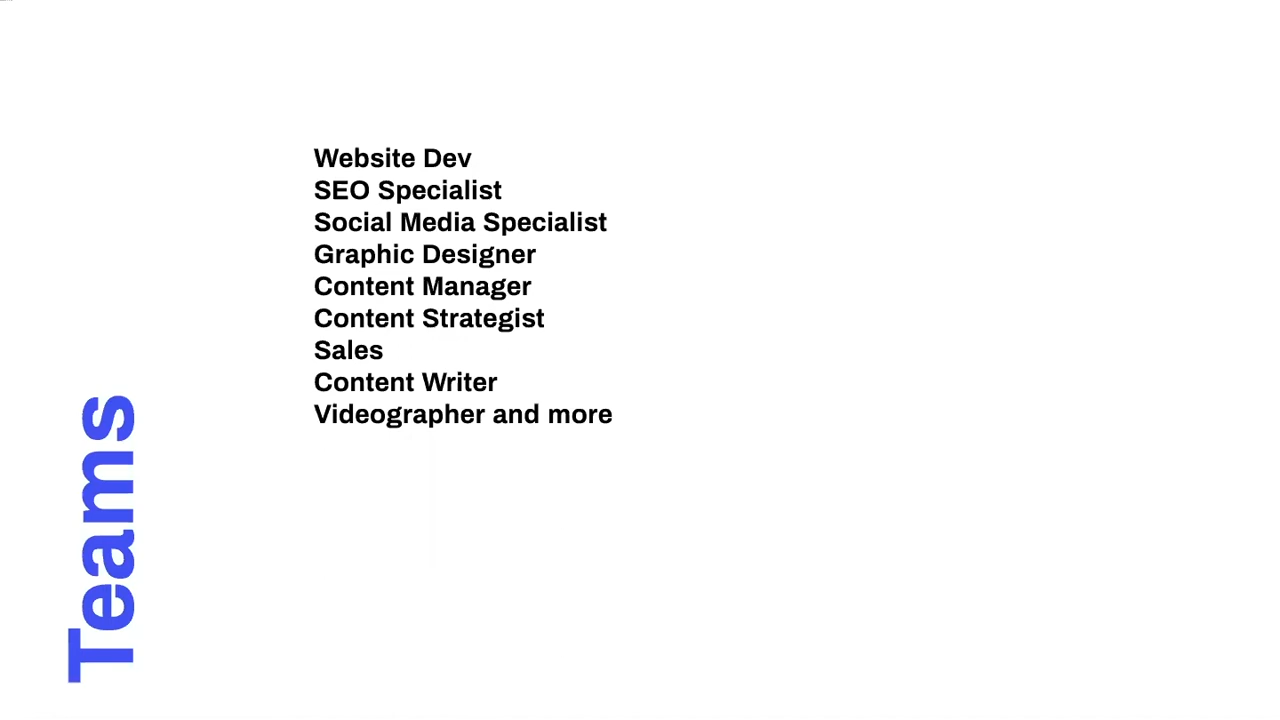 Website Dev
SEO Specialist
Social Media Specialist
Graphic Designer
Content Manager
Content Strategist
Sales
Content Writer
Videographer and more
Teams